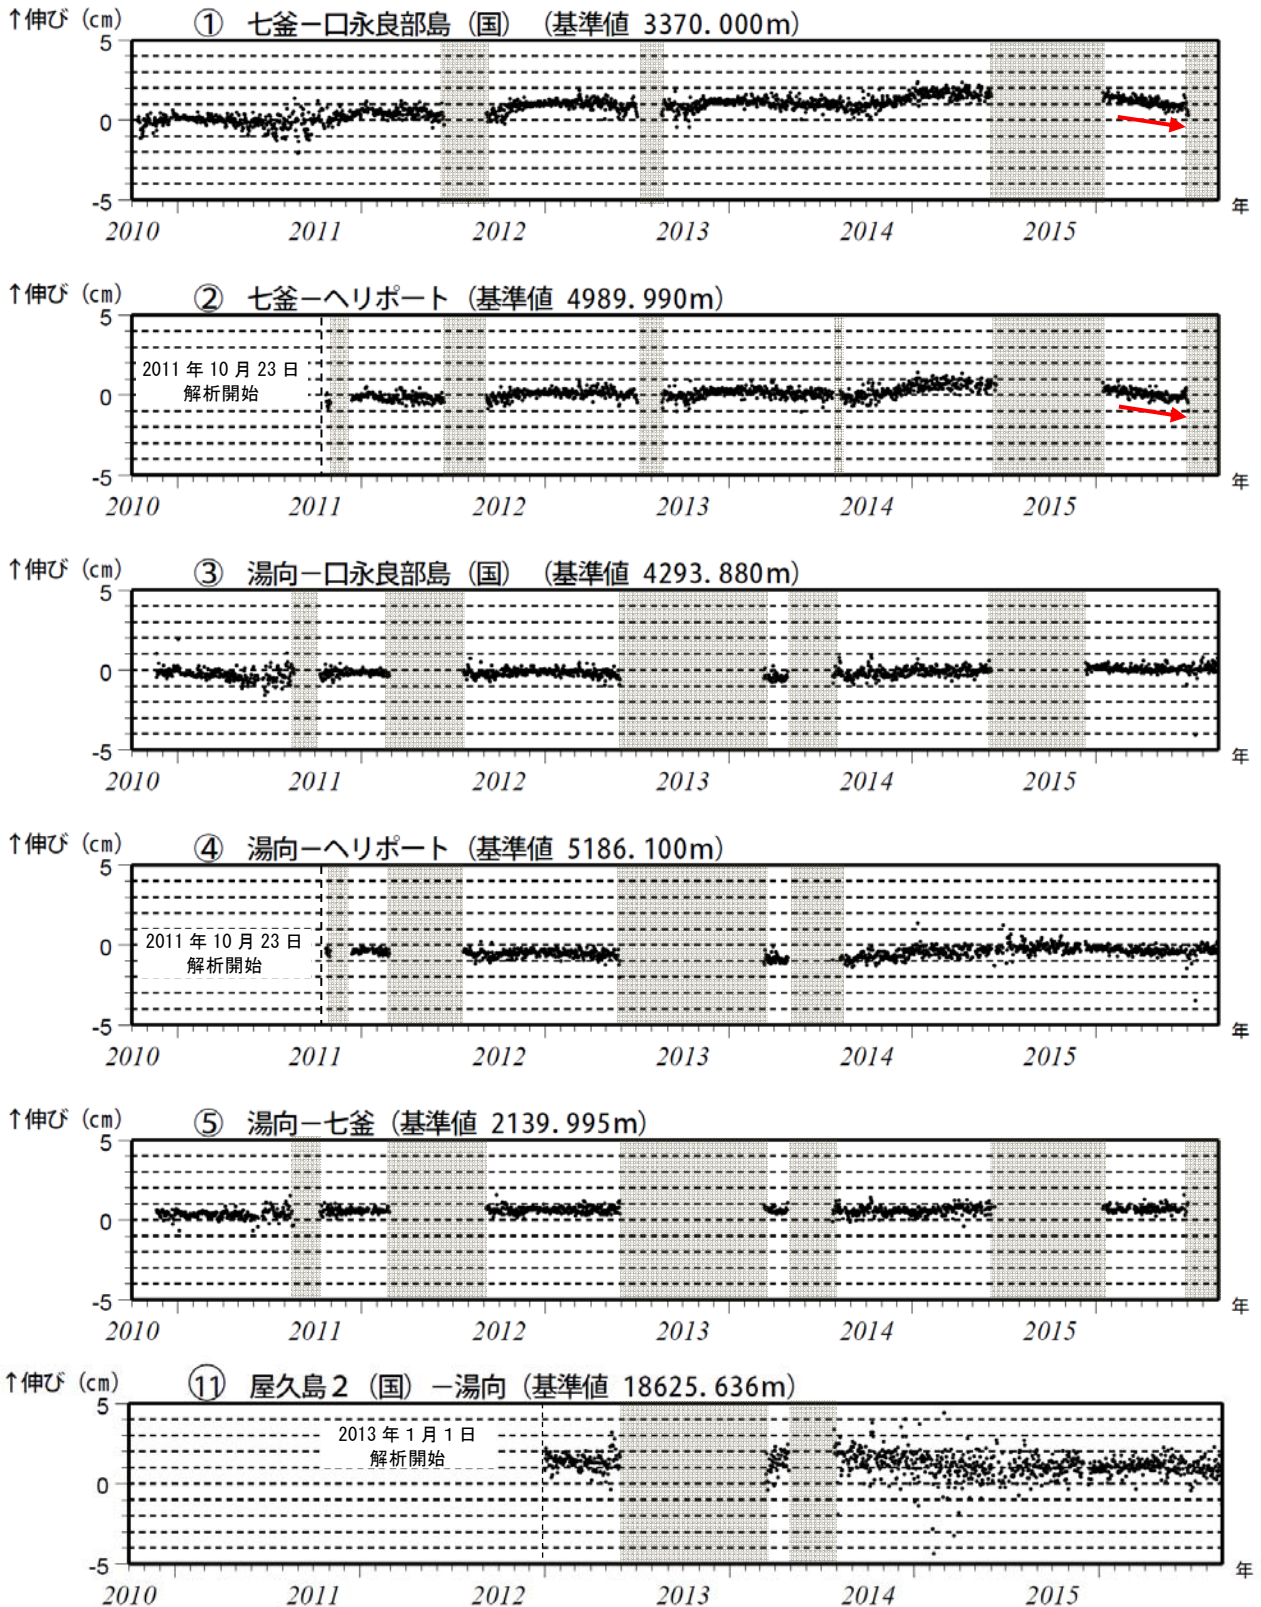 ↑伸び (cm) ① 七釜－口永良部島 (国) (基準値 3370.000m)
5
0
-5
2010 2011 2012 2013 2014 2015 年
↑伸び (cm) ② 七釜－ヘリポート (基準値 4989.990m)
5
2011 年 10 月 23 日
解析開始
0
-5
2010 2011 2012 2013 2014 2015 年
↑伸び (cm) ③ 湯向－口永良部島 (国) (基準値 4293.880m)
5
0
-5
2010 2011 2012 2013 2014 2015 年
↑伸び (cm) ④ 湯向－ヘリポート (基準値 5186.100m)
5
2011 年 10 月 23 日
解析開始
0
-5
2010 2011 2012 2013 2014 2015 年
↑伸び (cm) ⑤ 湯向－七釜 (基準値 2139.995m)
5
0
-5
2010 2011 2012 2013 2014 2015 年
↑伸び (cm) ⑪ 屋久島２ (国) －湯向 (基準値 18625.636m)
5
2013 年 1 月 1 日
解析開始
0
-5
2010 2011 2012 2013 2014 2015 年